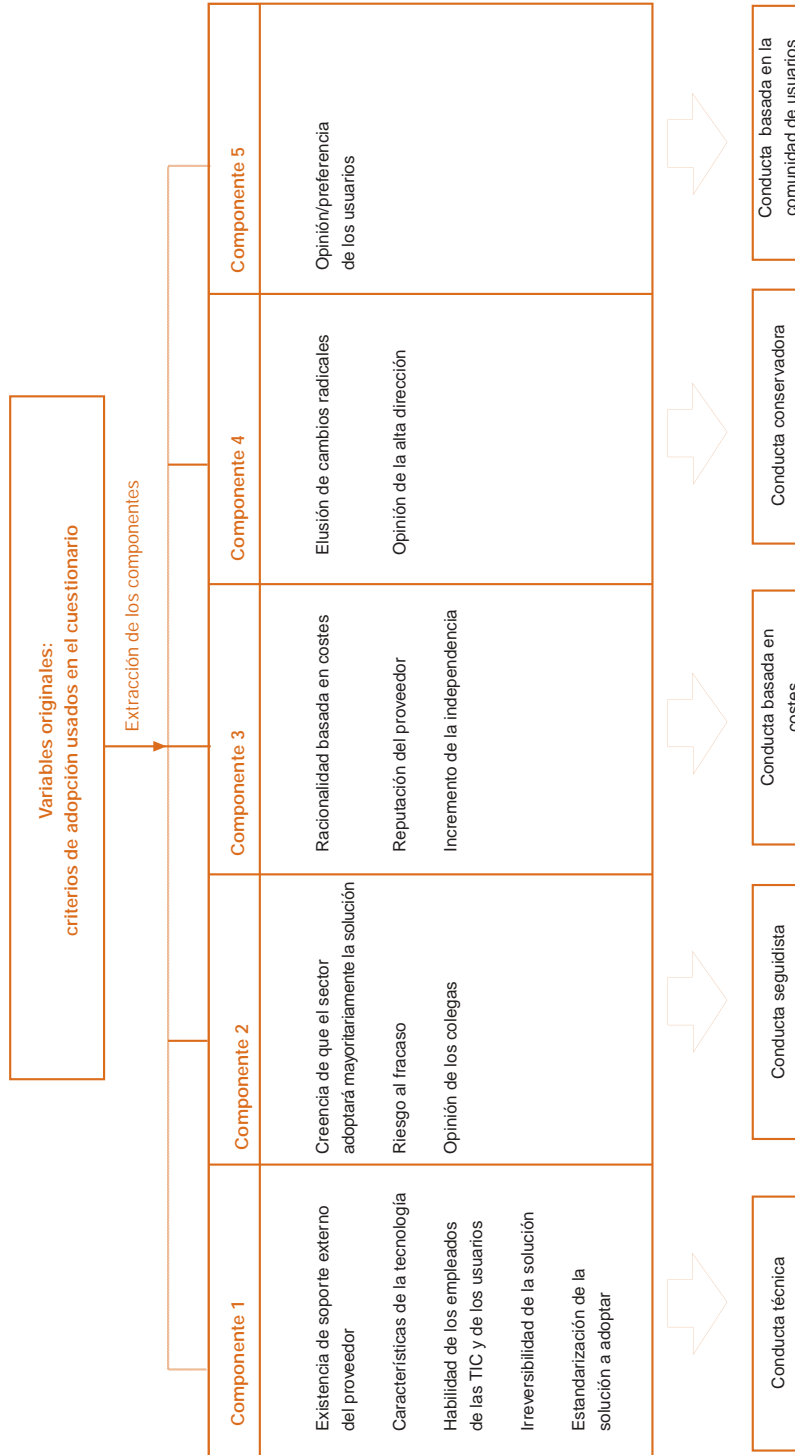 Variables originales:
criterios de adopción usados en el cuestionario
Extracción de los componentes
Componente 1
Existencia de soporte externo
del proveedor
Características de la tecnología
Habilidad de los empleados
de las TIC y de los usuarios
Irreversibilidad de la solución
Estandarización de la
solución a adoptar
Componente 2
Creencia de que el sector
adoptará mayoritariamente la solución
Riesgo al fracaso
Opinión de los colegas
Componente 3
Racionalidad basada en costes
Reputación del proveedor
Incremento de la independencia
Componente 4
Elusión de cambios radicales
Opinión de la alta dirección
Componente 5
Opinión/preferencia
de los usuarios
Conducta técnica
Conducta seguidista
Conducta basada en
costes
Conducta conservadora
Conducta basada en la
comunidad de usuarios